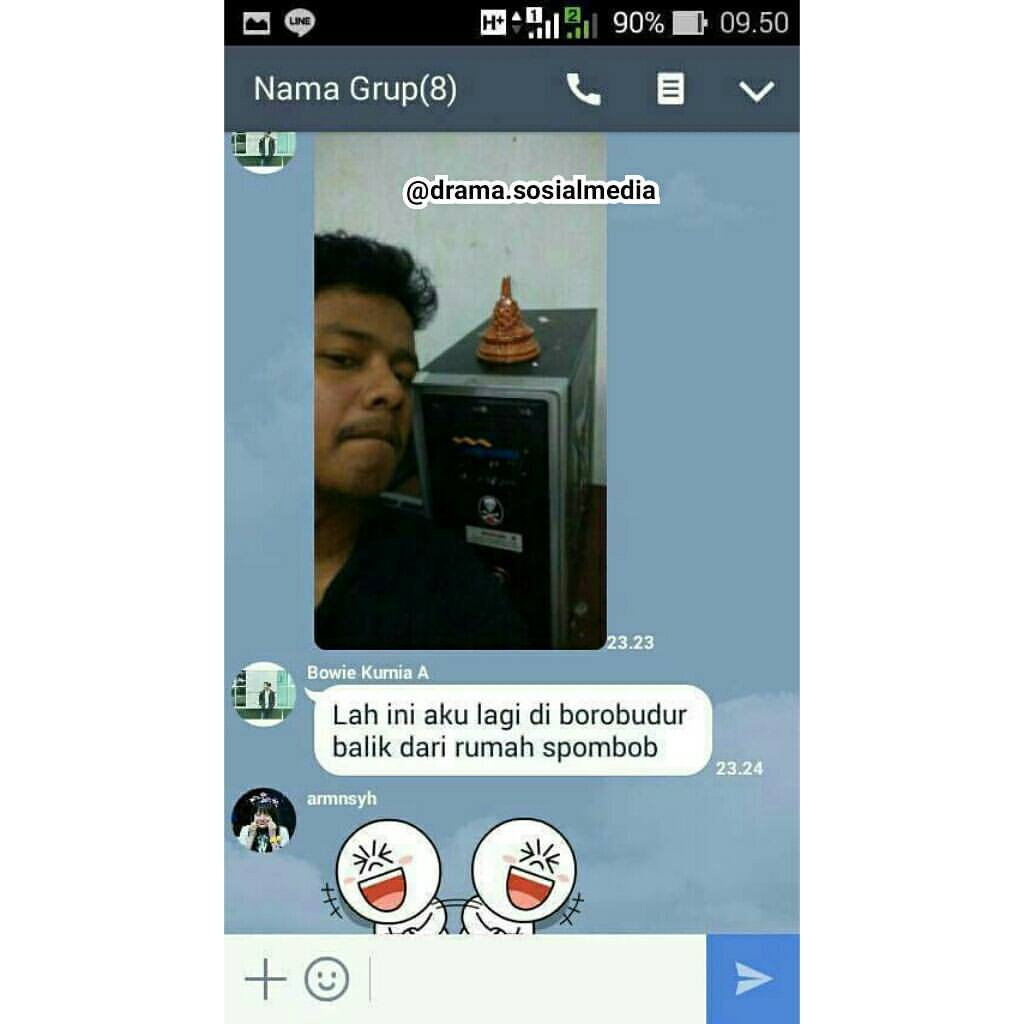 LINE
H+ 1 2 90% 09.50
Nama Grup(8)
@drama.sosialmedia
23.23
Bowie Kurnia A
Lah ini aku lagi di borobudur
balik dari rumah spombob
23.24
armnsyh